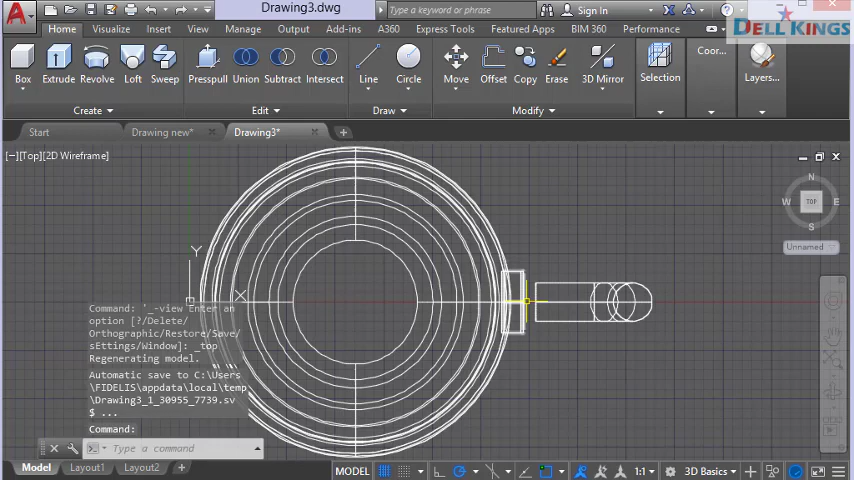 Drawing3.dwg
Type a keyword or phrase
Sign In
DELL KINGS
Home Visualize Insert View Manage Output Add-ins A360 Express Tools Featured Apps BIM 360 Performance
Box Extrude Revolve Loft Sweep Presspull Union Subtract Intersect Line Circle Move Offset Copy Erase 3D Mirror Selection Coor... Layers...
Create Edit Draw Modify
Start Drawing new* Drawing3*
[−][Top][2D Wireframe]
N
W TOP E
S
Unnamed
Y
X
Command: '_-view Enter an
option [?/Delete/
Orthographic/Restore/Save/
sEttings/Window]: _top
Regenerating model.
Automatic save to C:\Users
\FIDELIS\appdata\local\temp
\Drawing3_1_30955_7739.sv
$ ...
Command:
Type a command
Model Layout1 Layout2 + MODEL 1:1 3D Basics